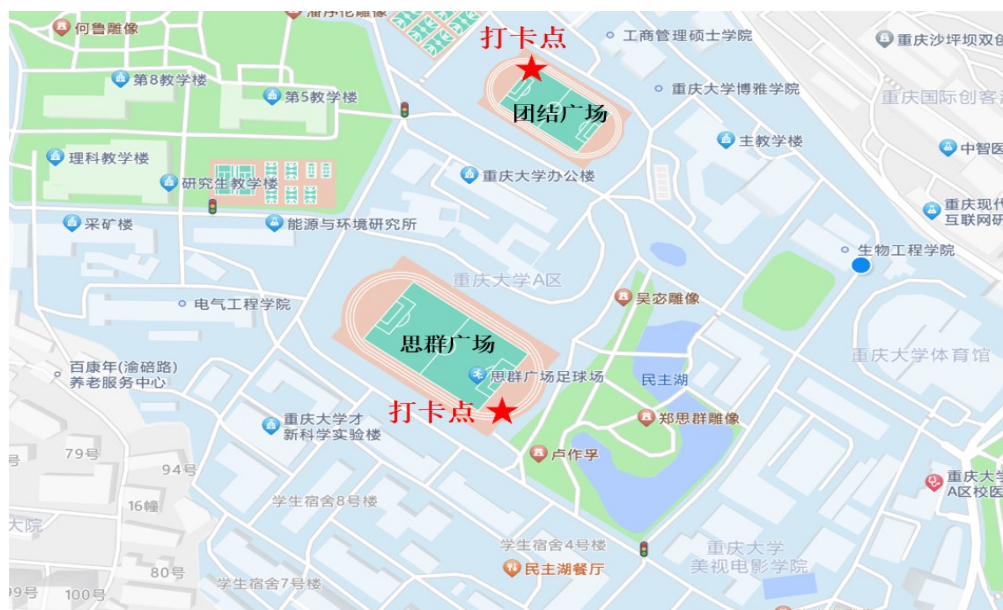 何鲁雕像
潘序伦雕像
打卡点
工商管理硕士学院
重庆沙坪坝双创
第8教学楼
第5教学楼
重庆大学博雅学院
重庆国际创客
团结广场
主教学楼
中智医
理科教学楼
研究生教学楼
重庆大学办公楼
采矿楼
能源与环境研究所
重庆现代
互联网研
生物工程学院
重庆大学A区
电气工程学院
吴宓雕像
思群广场
重庆大学体育馆
百康年(渝碚路)
养老服务中心
思群广场足球场
民主湖
打卡点
重庆大学才
新科学实验楼
郑思群雕像
79号
94号
卢作孚
重庆大学
A区校医
16幢
学生宿舍8号楼
大院
学生宿舍4号楼
重庆大学
美视电影学院
民主湖餐厅
80号
学生宿舍7号楼
99号
100号